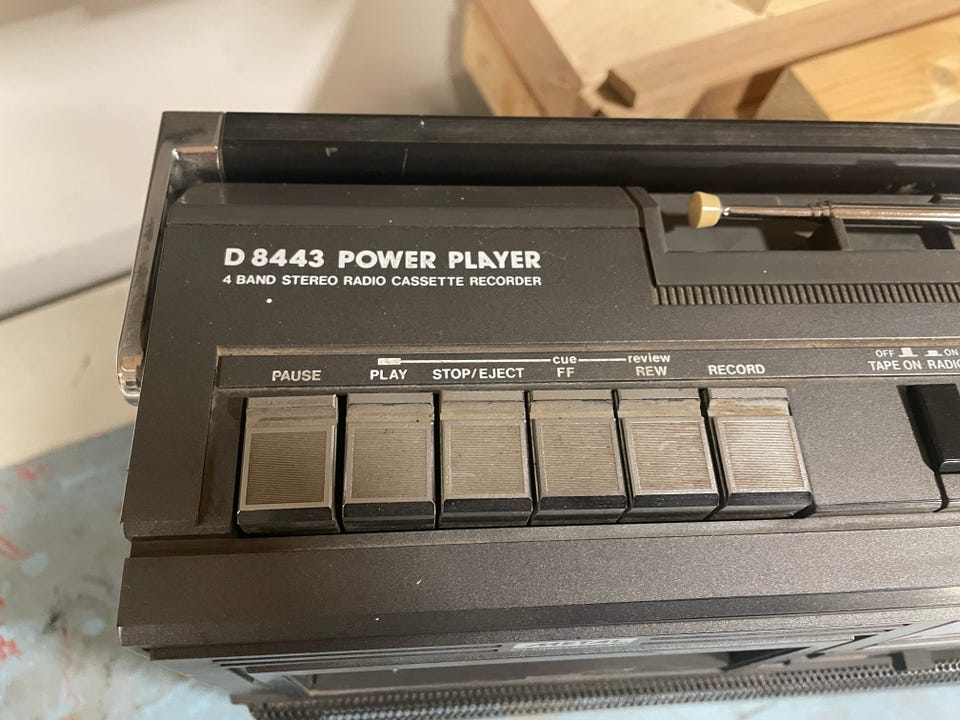 D 8443 POWER PLAYER
4 BAND STEREO RADIO CASSETTE RECORDER
cue review
PAUSE PLAY STOP/EJECT FF REW RECORD
OFF ON
TAPE ON RADIO